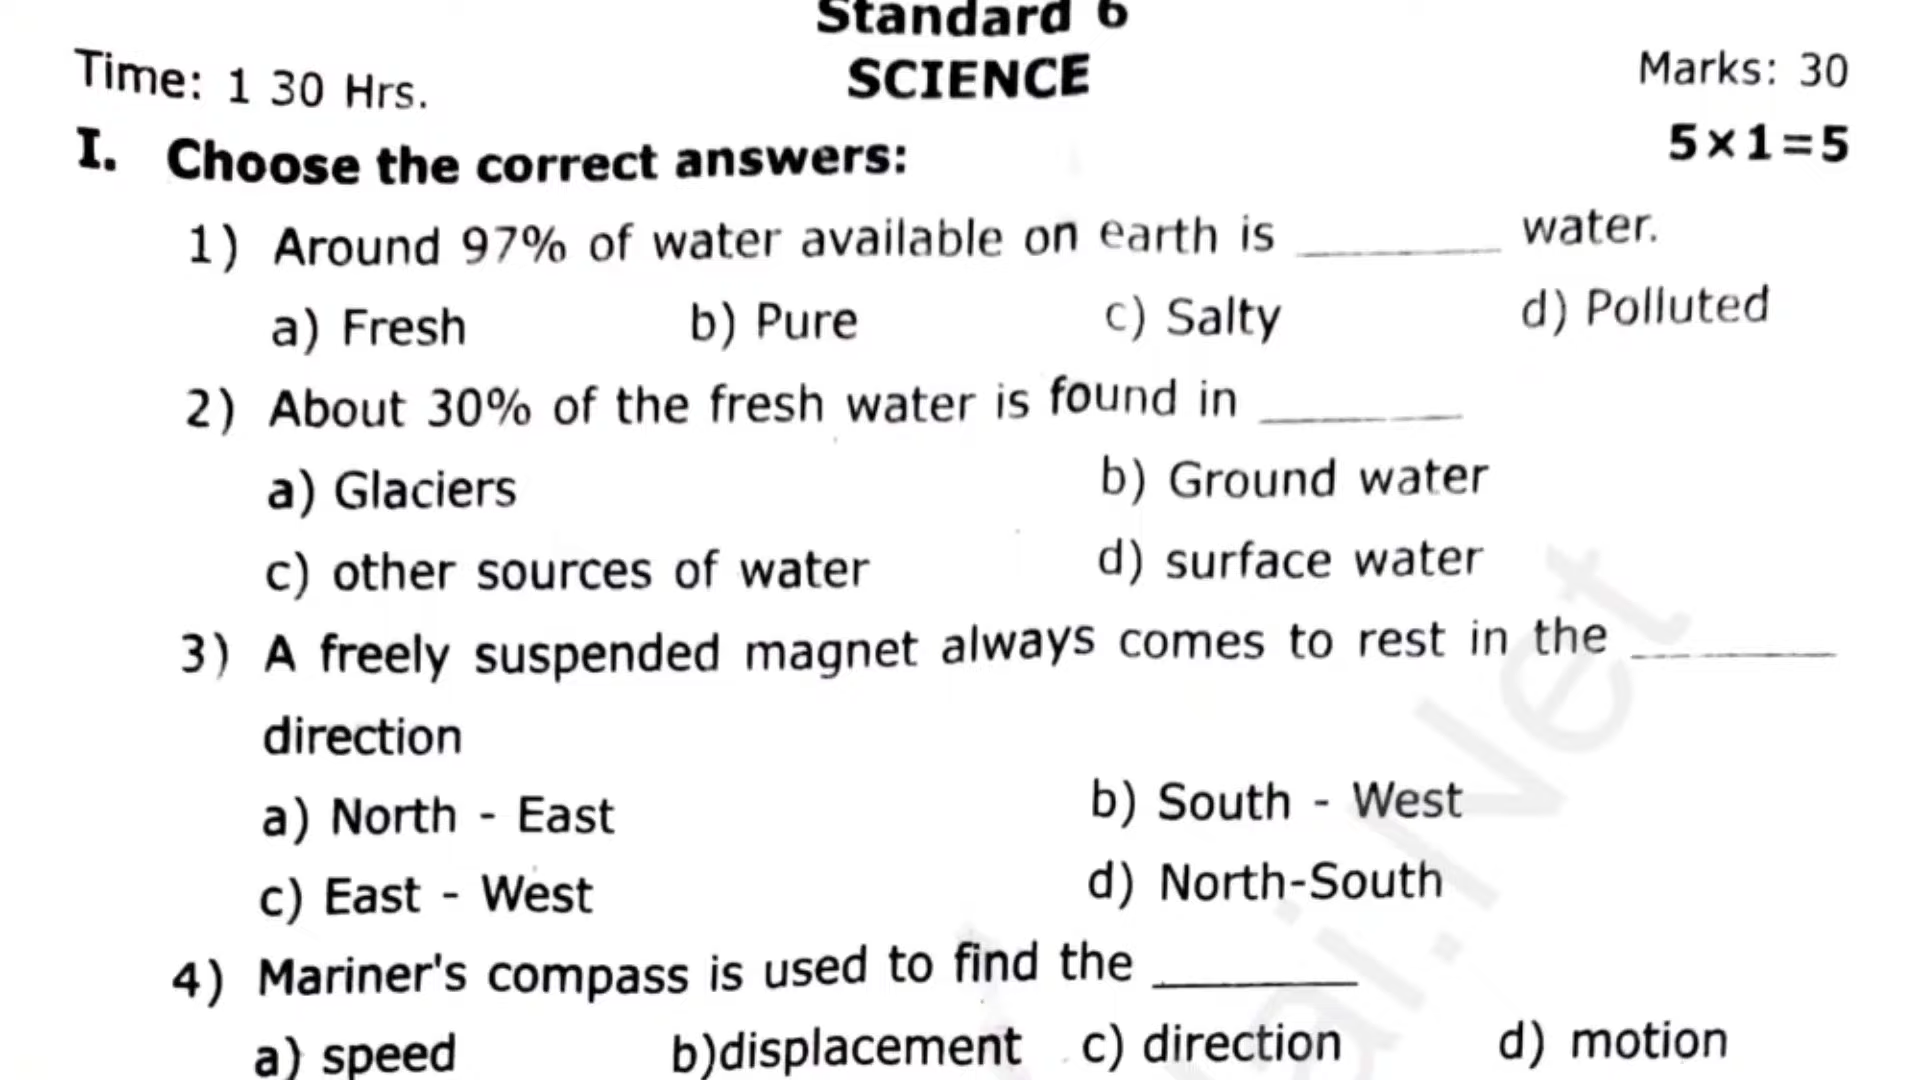 Standard 6
Time: 1 30 Hrs. SCIENCE Marks: 30
I. Choose the correct answers: 5×1=5
1) Around 97% of water available on earth is ________ water.
a) Fresh b) Pure c) Salty d) Polluted
2) About 30% of the fresh water is found in ________
a) Glaciers b) Ground water
c) other sources of water d) surface water
3) A freely suspended magnet always comes to rest in the ________
direction
a) North - East b) South - West
c) East - West d) North-South
4) Mariner's compass is used to find the ________
a) speed b)displacement c) direction d) motion
ai.Net